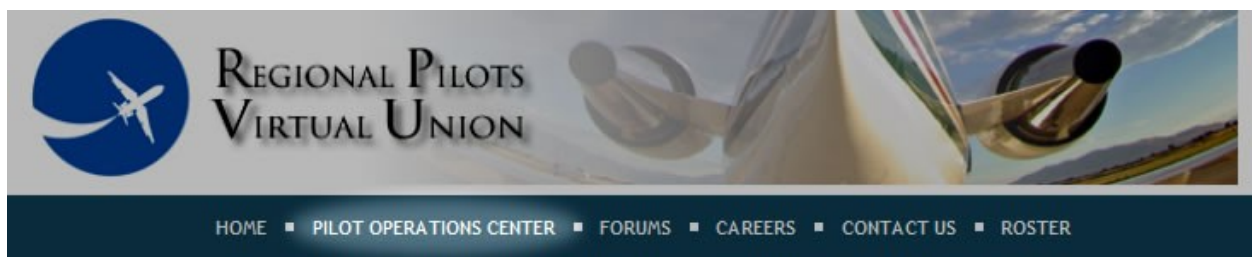 REGIONAL PILOTS
VIRTUAL UNION
HOME ▪ PILOT OPERATIONS CENTER ▪ FORUMS ▪ CAREERS ▪ CONTACT US ▪ ROSTER